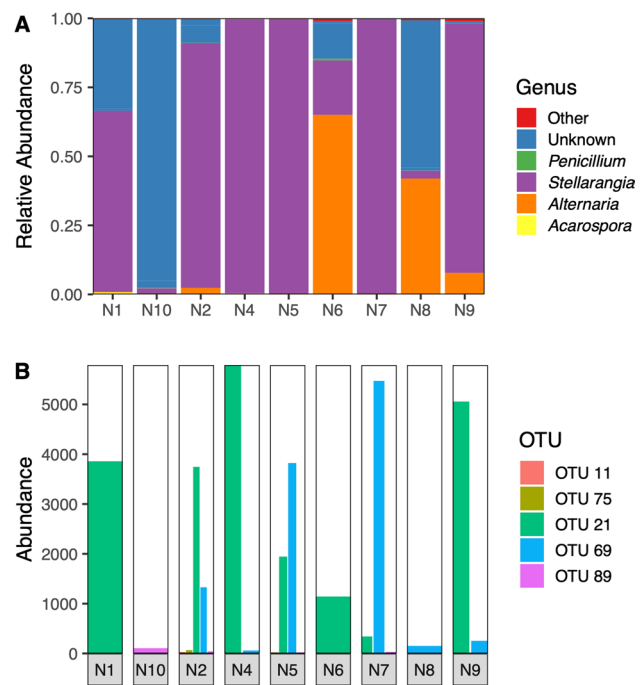 A
Relative Abundance
1.00
0.75
0.50
0.25
0.00
N1 N10 N2 N4 N5 N6 N7 N8 N9
Genus
Other
Unknown
Penicillium
Stellarangia
Alternaria
Acarospora
B
Abundance
5000
4000
3000
2000
1000
0
N1 N10 N2 N4 N5 N6 N7 N8 N9
OTU
OTU 11
OTU 75
OTU 21
OTU 69
OTU 89